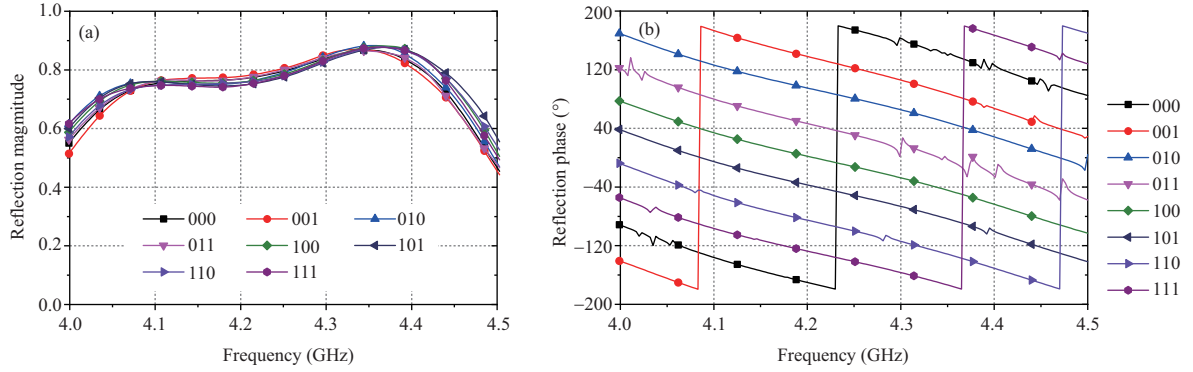 (a)
Reflection magnitude
1.0
0.8
0.6
0.4
0.2
0.0
000 001 010
011 100 101
110 111
4.0 4.1 4.2 4.3 4.4 4.5
Frequency (GHz)
(b)
Reflection phase (°)
200
120
40
−40
−120
−200
4.0 4.1 4.2 4.3 4.4 4.5
Frequency (GHz)
000
001
010
011
100
101
110
111